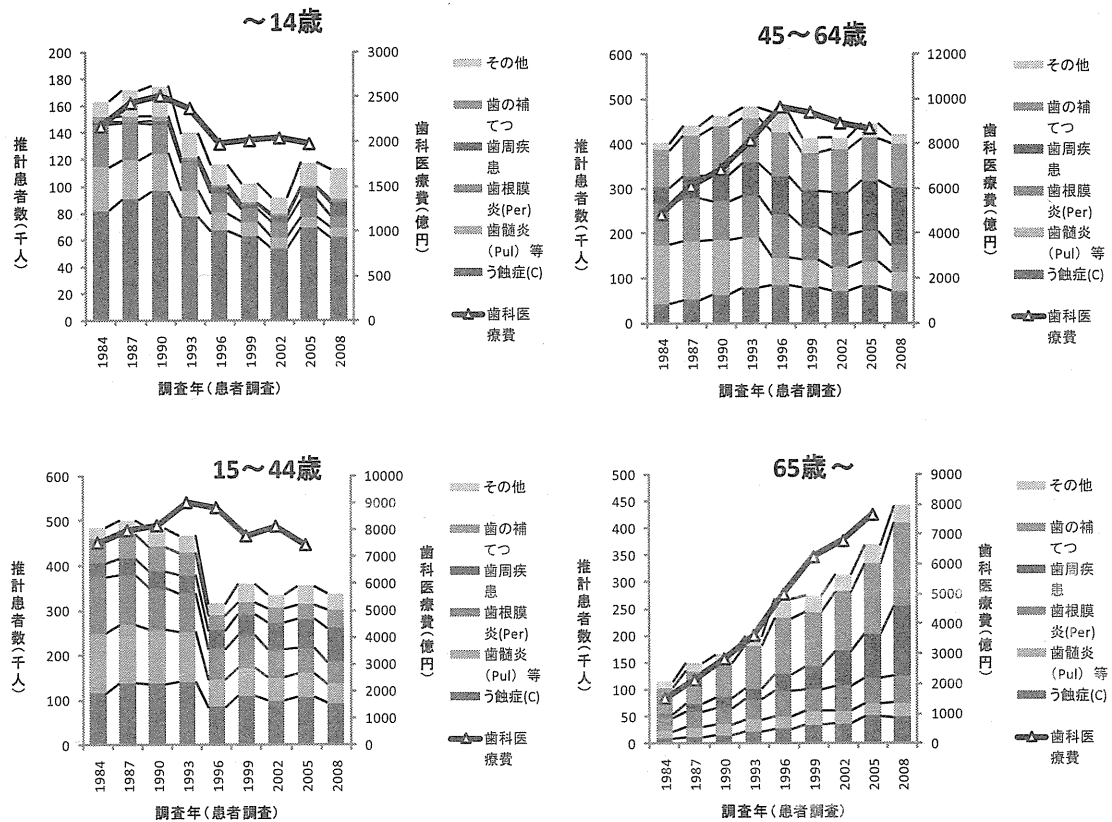 ~14歳
推計患者数(千人)
200
180
160
140
120
100
80
60
40
20
0
3000
2500
2000
1500
1000
500
0
歯科医療費(億円)
1984
1987
1990
1993
1996
1999
2002
2005
2008
調査年(患者調査)
その他
歯の補
てつ
歯周疾
患
歯根膜
炎(Per)
歯髄炎
(Pul)等
う蝕症(C)
歯科医
療費
45~64歳
推計患者数(千人)
600
500
400
300
200
100
0
12000
10000
8000
6000
4000
2000
0
歯科医療費(億円)
1984
1987
1990
1993
1996
1999
2002
2005
2008
調査年(患者調査)
その他
歯の補
てつ
歯周疾
患
歯根膜
炎(Per)
歯髄炎
(Pul)等
う蝕症(C)
歯科医
療費
15~44歳
推計患者数(千人)
600
500
400
300
200
100
0
10000
9000
8000
7000
6000
5000
4000
3000
2000
1000
0
歯科医療費(億円)
1984
1987
1990
1993
1996
1999
2002
2005
2008
調査年(患者調査)
その他
歯の補
てつ
歯周疾
患
歯根膜
炎(Per)
歯髄炎
(Pul)等
う蝕症(C)
歯科医
療費
65歳~
推計患者数(千人)
500
450
400
350
300
250
200
150
100
50
0
9000
8000
7000
6000
5000
4000
3000
2000
1000
0
歯科医療費(億円)
1984
1987
1990
1993
1996
1999
2002
2005
2008
調査年(患者調査)
その他
歯の補
てつ
歯周疾
患
歯根膜
炎(Per)
歯髄炎
(Pul)等
う蝕症(C)
歯科医
療費